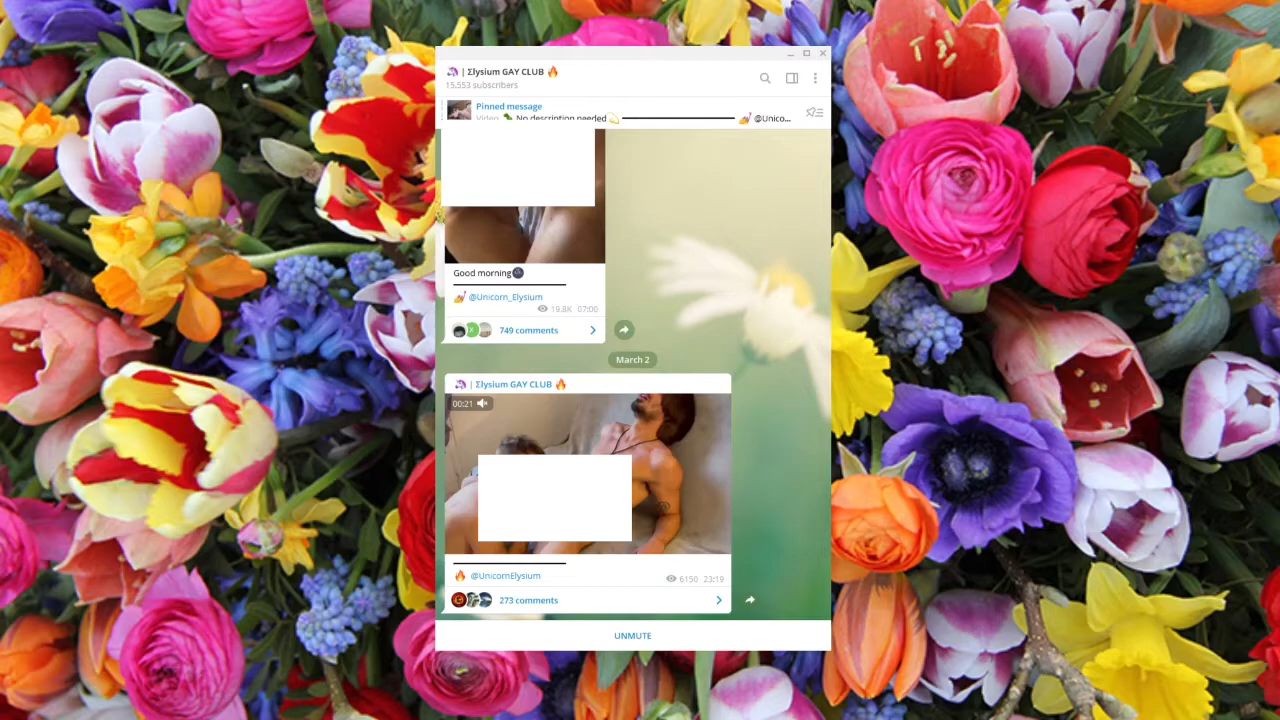 🦄 | Σlysium GAY CLUB 🔥
15,553 subscribers
Pinned message
Video, 🍆 No description needed 💫 💅 @Unico...
Good morning🌚
💅 @Unicorn_Elysium
19.8K 07:00
749 comments
March 2
🦄 | Σlysium GAY CLUB 🔥
00:21
🔥 @UnicornElysium
6150 23:19
273 comments
UNMUTE